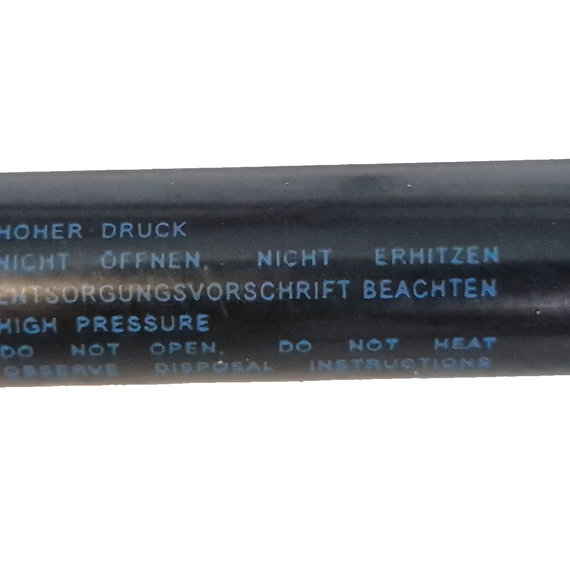 HOHER DRUCK
NICHT ÖFFNEN, NICHT ERHITZEN
ENTSORGUNGSVORSCHRIFT BEACHTEN
HIGH PRESSURE
DO NOT OPEN, DO NOT HEAT
OBSERVE DISPOSAL INSTRUCTIONS